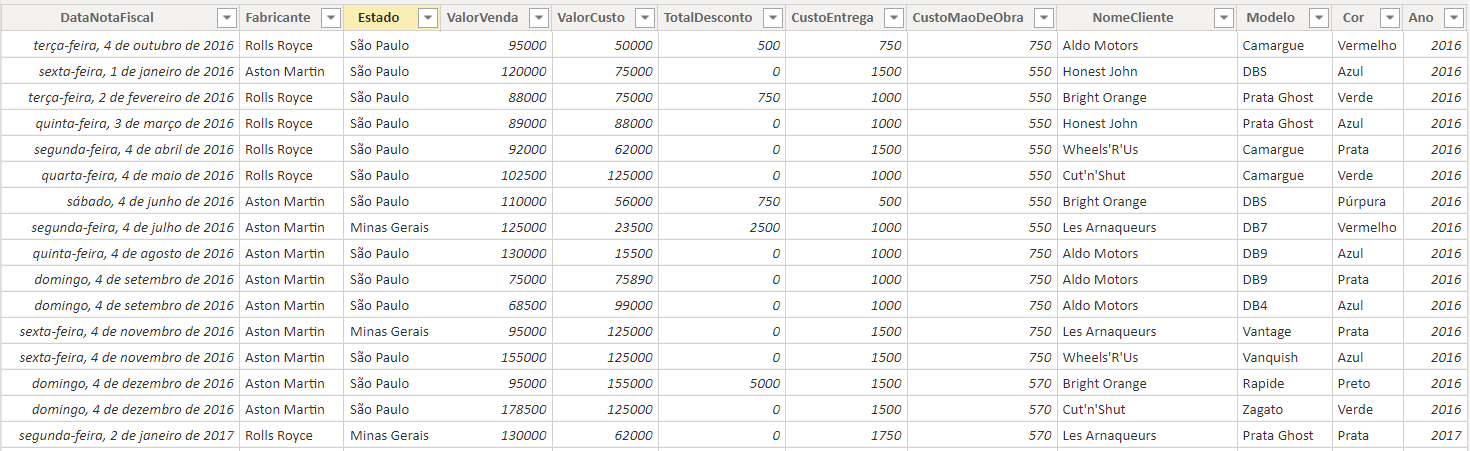 DataNotaFiscal Fabricante Estado ValorVenda ValorCusto TotalDesconto CustoEntrega CustoMaoDeObra NomeCliente Modelo Cor Ano
terça-feira, 4 de outubro de 2016 Rolls Royce São Paulo 95000 50000 500 750 750 Aldo Motors Camargue Vermelho 2016
sexta-feira, 1 de janeiro de 2016 Aston Martin São Paulo 120000 75000 0 1500 550 Honest John DBS Azul 2016
terça-feira, 2 de fevereiro de 2016 Rolls Royce São Paulo 88000 75000 750 1000 550 Bright Orange Prata Ghost Verde 2016
quinta-feira, 3 de março de 2016 Rolls Royce São Paulo 89000 88000 0 1000 550 Honest John Prata Ghost Azul 2016
segunda-feira, 4 de abril de 2016 Rolls Royce São Paulo 92000 62000 0 1500 550 Wheels'R'Us Camargue Prata 2016
quarta-feira, 4 de maio de 2016 Rolls Royce São Paulo 102500 125000 0 1000 550 Cut'n'Shut Camargue Verde 2016
sábado, 4 de junho de 2016 Aston Martin São Paulo 110000 56000 750 500 550 Bright Orange DBS Púrpura 2016
segunda-feira, 4 de julho de 2016 Aston Martin Minas Gerais 125000 23500 2500 1000 550 Les Arnaqueurs DB7 Vermelho 2016
quinta-feira, 4 de agosto de 2016 Aston Martin São Paulo 130000 15500 0 1000 750 Aldo Motors DB9 Azul 2016
domingo, 4 de setembro de 2016 Aston Martin São Paulo 75000 75890 0 1000 750 Aldo Motors DB9 Prata 2016
domingo, 4 de setembro de 2016 Aston Martin São Paulo 68500 99000 0 1000 750 Aldo Motors DB4 Azul 2016
sexta-feira, 4 de novembro de 2016 Aston Martin Minas Gerais 95000 125000 0 1500 750 Les Arnaqueurs Vantage Prata 2016
sexta-feira, 4 de novembro de 2016 Aston Martin São Paulo 155000 125000 0 1500 750 Wheels'R'Us Vanquish Azul 2016
domingo, 4 de dezembro de 2016 Aston Martin São Paulo 95000 155000 5000 1500 570 Bright Orange Rapide Preto 2016
domingo, 4 de dezembro de 2016 Aston Martin São Paulo 178500 125000 0 1500 570 Cut'n'Shut Zagato Verde 2016
segunda-feira, 2 de janeiro de 2017 Rolls Royce Minas Gerais 130000 62000 0 1750 570 Les Arnaqueurs Prata Ghost Prata 2017